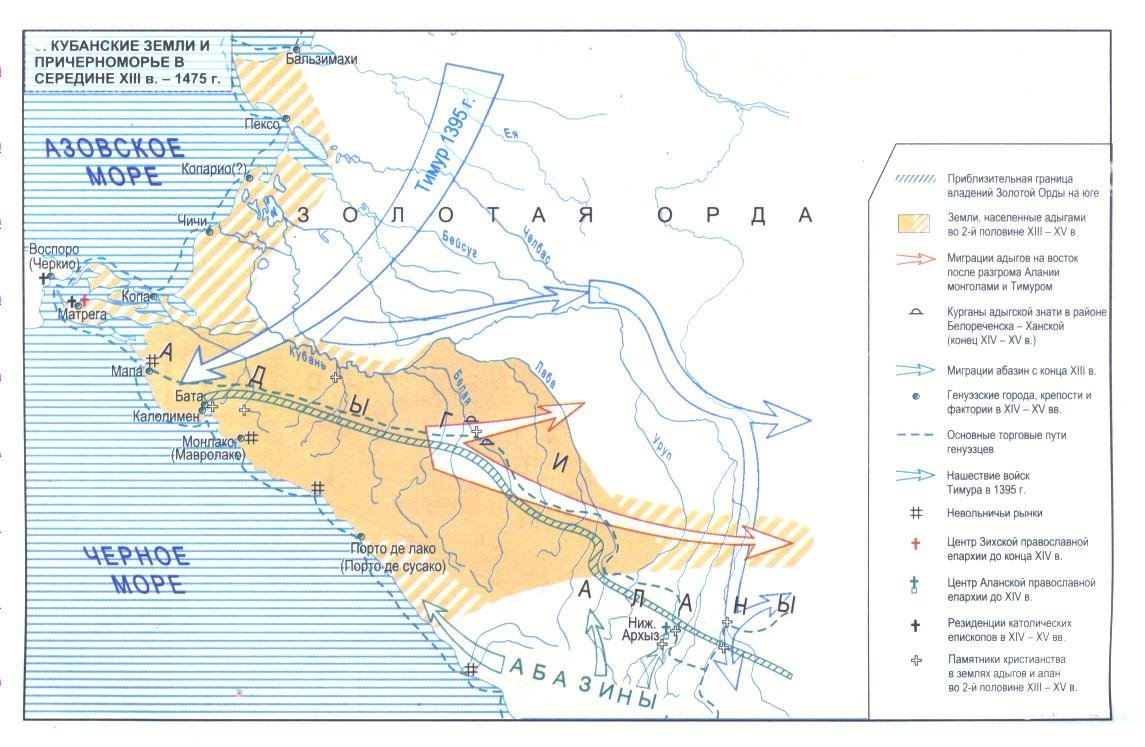 КУБАНСКИЕ ЗЕМЛИ И
ПРИЧЕРНОМОРЬЕ В
СЕРЕДИНЕ XIII в. – 1475 г.
Бальзимахи
Пексо
АЗОВСКОЕ
МОРЕ
Копарио(?)
Тимур 1395 г.
Ея
ЗОЛОТАЯ ОРДА
Чичи
Бейсуг
Челбас
Воспоро
(Черкио)
Копа
Матрега
АДЫГИ
Кубань
Мапа
Белая
Лаба
Бата
Калолимен
Монлако
(Мавролако)
Уруп
Порто де лако
(Порто де сусако)
ЧЕРНОЕ
МОРЕ
АЛАНЫ
Ниж.
Архыз
АБАЗИНЫ
Приблизительная граница
владений Золотой Орды на юге
Земли, населенные адыгами
во 2-й половине XIII – XV в
Миграции адыгов на восток
после разгрома Алании
монголами и Тимуром
Курганы адыгской знати в районе
Белореченска – Ханской
(конец XIV – XV в.)
Миграции абазин с конца XIII в.
Генуэзские города, крепости и
фактории в XIV – XV вв.
Основные торговые пути
генуэзцев
Нашествие войск
Тимура в 1395 г.
Невольничьи рынки
Центр Зихской православной
епархии до конца XIV в.
Центр Аланской православной
епархии до XIV в.
Резиденции католических
епископов в XIV – XV вв.
Памятники христианства
в землях адыгов и алан
во 2-й половине XIII – XV в.